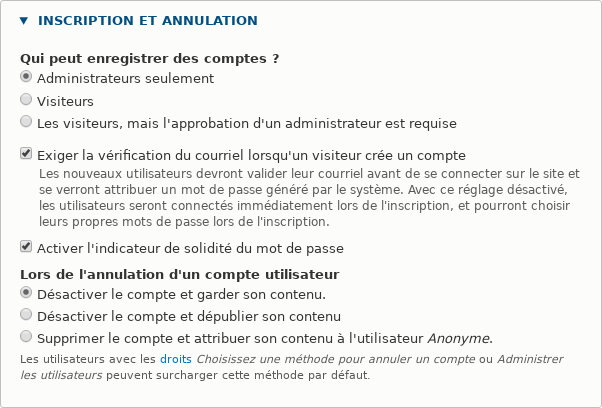 INSCRIPTION ET ANNULATION
Qui peut enregistrer des comptes ?
Administrateurs seulement
Visiteurs
Les visiteurs, mais l'approbation d'un administrateur est requise
Exiger la vérification du courriel lorsqu'un visiteur crée un compte
Les nouveaux utilisateurs devront valider leur courriel avant de se connecter sur le site et
se verront attribuer un mot de passe généré par le système. Avec ce réglage désactivé,
les utilisateurs seront connectés immédiatement lors de l'inscription, et pourront choisir
leurs propres mots de passe lors de l'inscription.
Activer l'indicateur de solidité du mot de passe
Lors de l'annulation d'un compte utilisateur
Désactiver le compte et garder son contenu.
Désactiver le compte et dépublier son contenu
Supprimer le compte et attribuer son contenu à l'utilisateur Anonyme.
Les utilisateurs avec les droits Choisissez une méthode pour annuler un compte ou Administrer
les utilisateurs peuvent surcharger cette méthode par défaut.